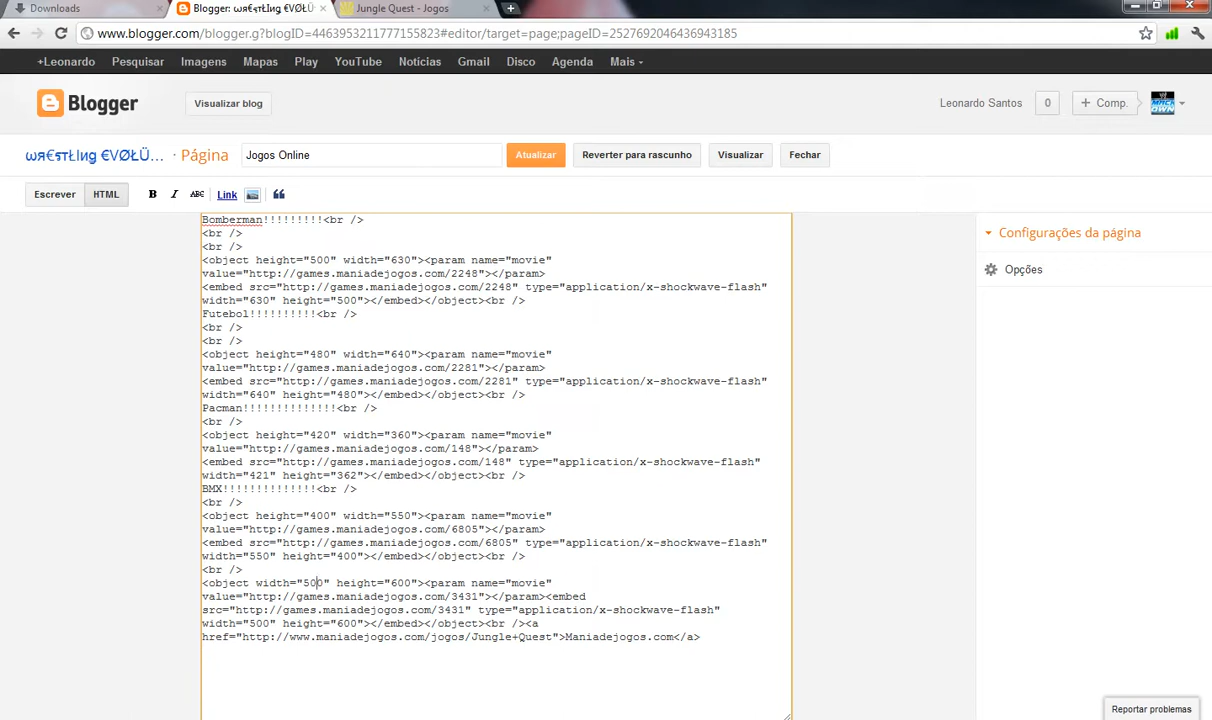 Downloads
Blogger: ωя€ѕтŁIиg €VØŁÜ
Jungle Quest - Jogos
www.blogger.com/blogger.g?blogID=4463953211777155823#editor/target=page;pageID=2527692046436943185
+Leonardo Pesquisar Imagens Mapas Play YouTube Notícias Gmail Disco Agenda Mais
Blogger
Visualizar blog
Leonardo Santos 0 + Comp.
ωя€ѕтŁIиg €VØŁÜ... · Página Jogos Online Atualizar Reverter para rascunho Visualizar Fechar
Escrever HTML B I ABC Link
Bomberman!!!!!!!!!<br />
<br />
<br />
<object height="500" width="630"><param name="movie"
value="http://games.maniadejogos.com/2248"></param>
<embed src="http://games.maniadejogos.com/2248" type="application/x-shockwave-flash"
width="630" height="500"></embed></object><br />
Futebol!!!!!!!!!!<br />
<br />
<br />
<object height="480" width="640"><param name="movie"
value="http://games.maniadejogos.com/2281"></param>
<embed src="http://games.maniadejogos.com/2281" type="application/x-shockwave-flash"
width="640" height="480"></embed></object><br />
Pacman!!!!!!!!!!!!!!<br />
<br />
<object height="420" width="360"><param name="movie"
value="http://games.maniadejogos.com/148"></param>
<embed src="http://games.maniadejogos.com/148" type="application/x-shockwave-flash"
width="421" height="362"></embed></object><br />
BMX!!!!!!!!!!!!!!<br />
<br />
<object height="400" width="550"><param name="movie"
value="http://games.maniadejogos.com/6805"></param>
<embed src="http://games.maniadejogos.com/6805" type="application/x-shockwave-flash"
width="550" height="400"></embed></object><br />
<br />
<object width="500" height="600"><param name="movie"
value="http://games.maniadejogos.com/3431"></param><embed
src="http://games.maniadejogos.com/3431" type="application/x-shockwave-flash"
width="500" height="600"></embed></object><br /><a
href="http://www.maniadejogos.com/jogos/Jungle+Quest">Maniadejogos.com</a>
Configurações da página
Opções
Reportar problemas